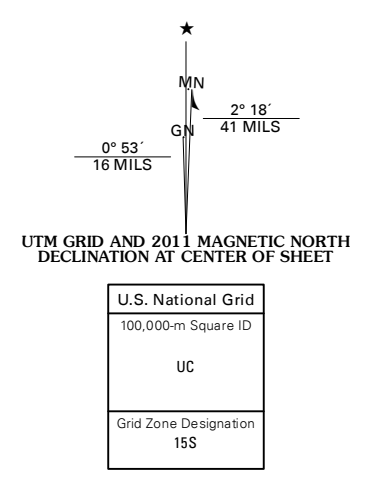 ★
MN
2° 18´
41 MILS
GN
0° 53´
16 MILS
UTM GRID AND 2011 MAGNETIC NORTH
DECLINATION AT CENTER OF SHEET
U.S. National Grid
100,000-m Square ID
UC
Grid Zone Designation
15S